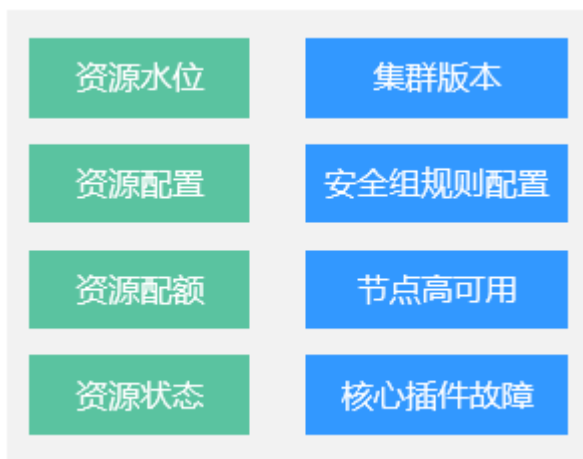 资源水位
集群版本
资源配置
安全组规则配置
资源配额
节点高可用
资源状态
核心插件故障